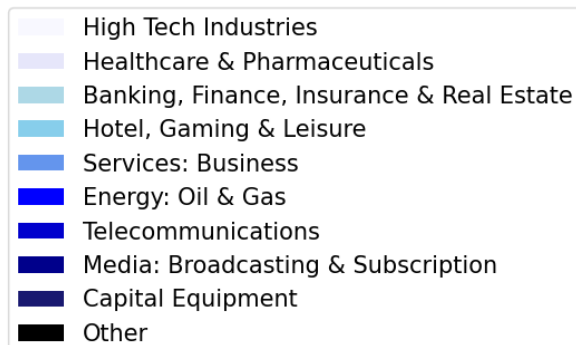 High Tech Industries
Healthcare & Pharmaceuticals
Banking, Finance, Insurance & Real Estate
Hotel, Gaming & Leisure
Services: Business
Energy: Oil & Gas
Telecommunications
Media: Broadcasting & Subscription
Capital Equipment
Other